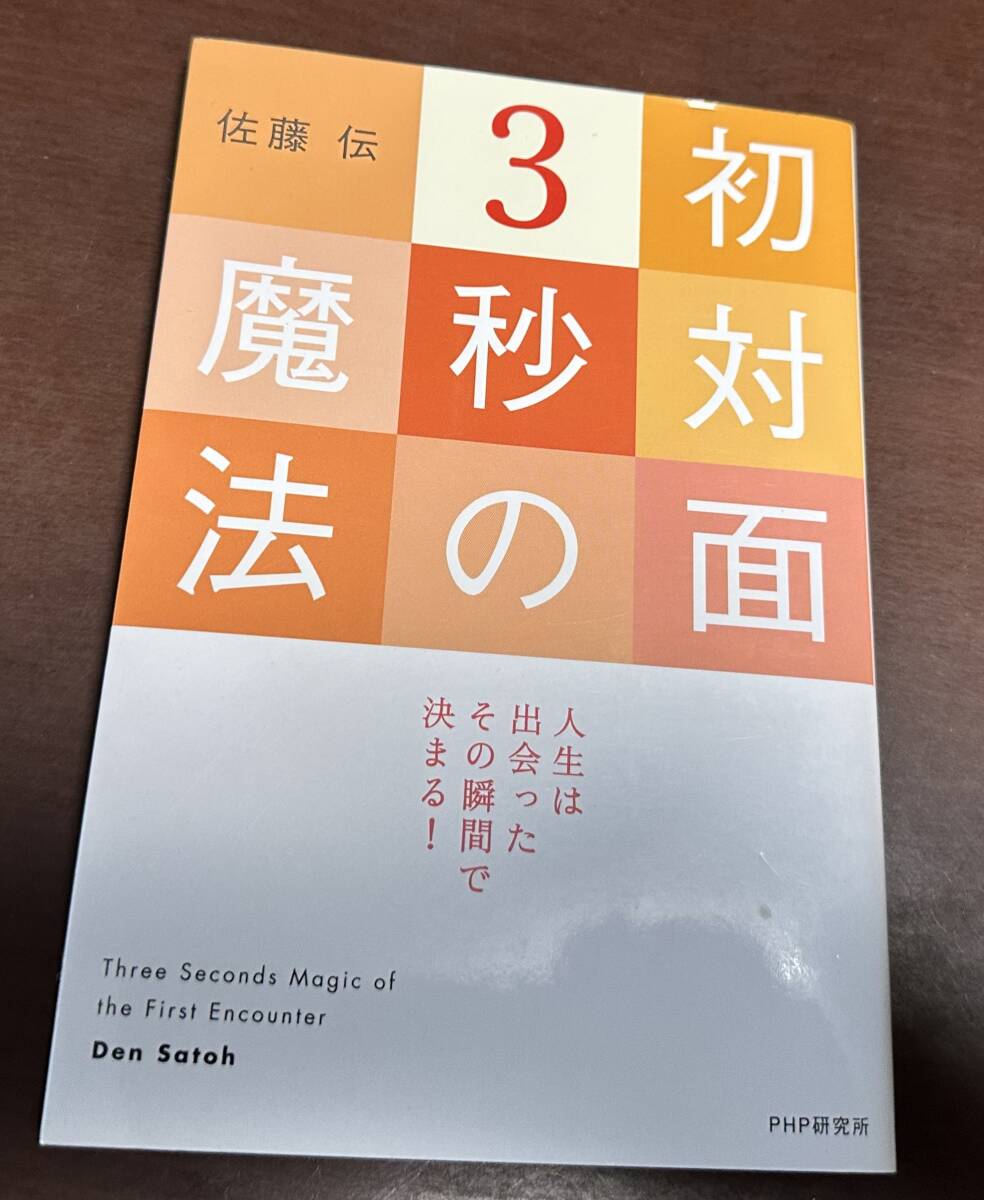 初対面
3秒の
魔法
佐藤 伝
人生は
出会った
その瞬間で
決まる!
Three Seconds Magic of
the First Encounter
Den Satoh
PHP研究所